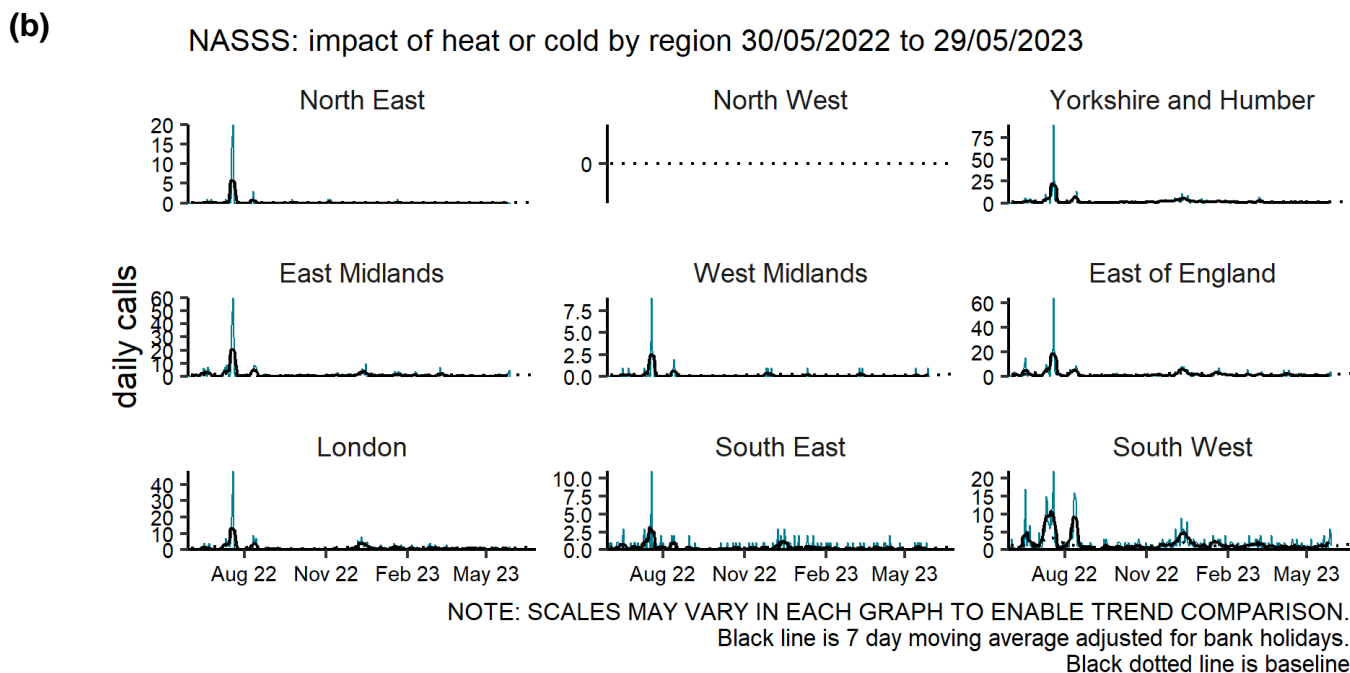 (b)
NASSS: impact of heat or cold by region 30/05/2022 to 29/05/2023
daily calls
North East
20
15
10
5
0
North West
0
Yorkshire and Humber
75
50
25
0
East Midlands
60
50
40
30
20
10
0
West Midlands
7.5
5.0
2.5
0.0
East of England
60
40
20
0
London
40
30
20
10
0
Aug 22 Nov 22 Feb 23 May 23
South East
10.0
7.5
5.0
2.5
0.0
Aug 22 Nov 22 Feb 23 May 23
South West
20
15
10
5
0
Aug 22 Nov 22 Feb 23 May 23
NOTE: SCALES MAY VARY IN EACH GRAPH TO ENABLE TREND COMPARISON.
Black line is 7 day moving average adjusted for bank holidays.
Black dotted line is baseline